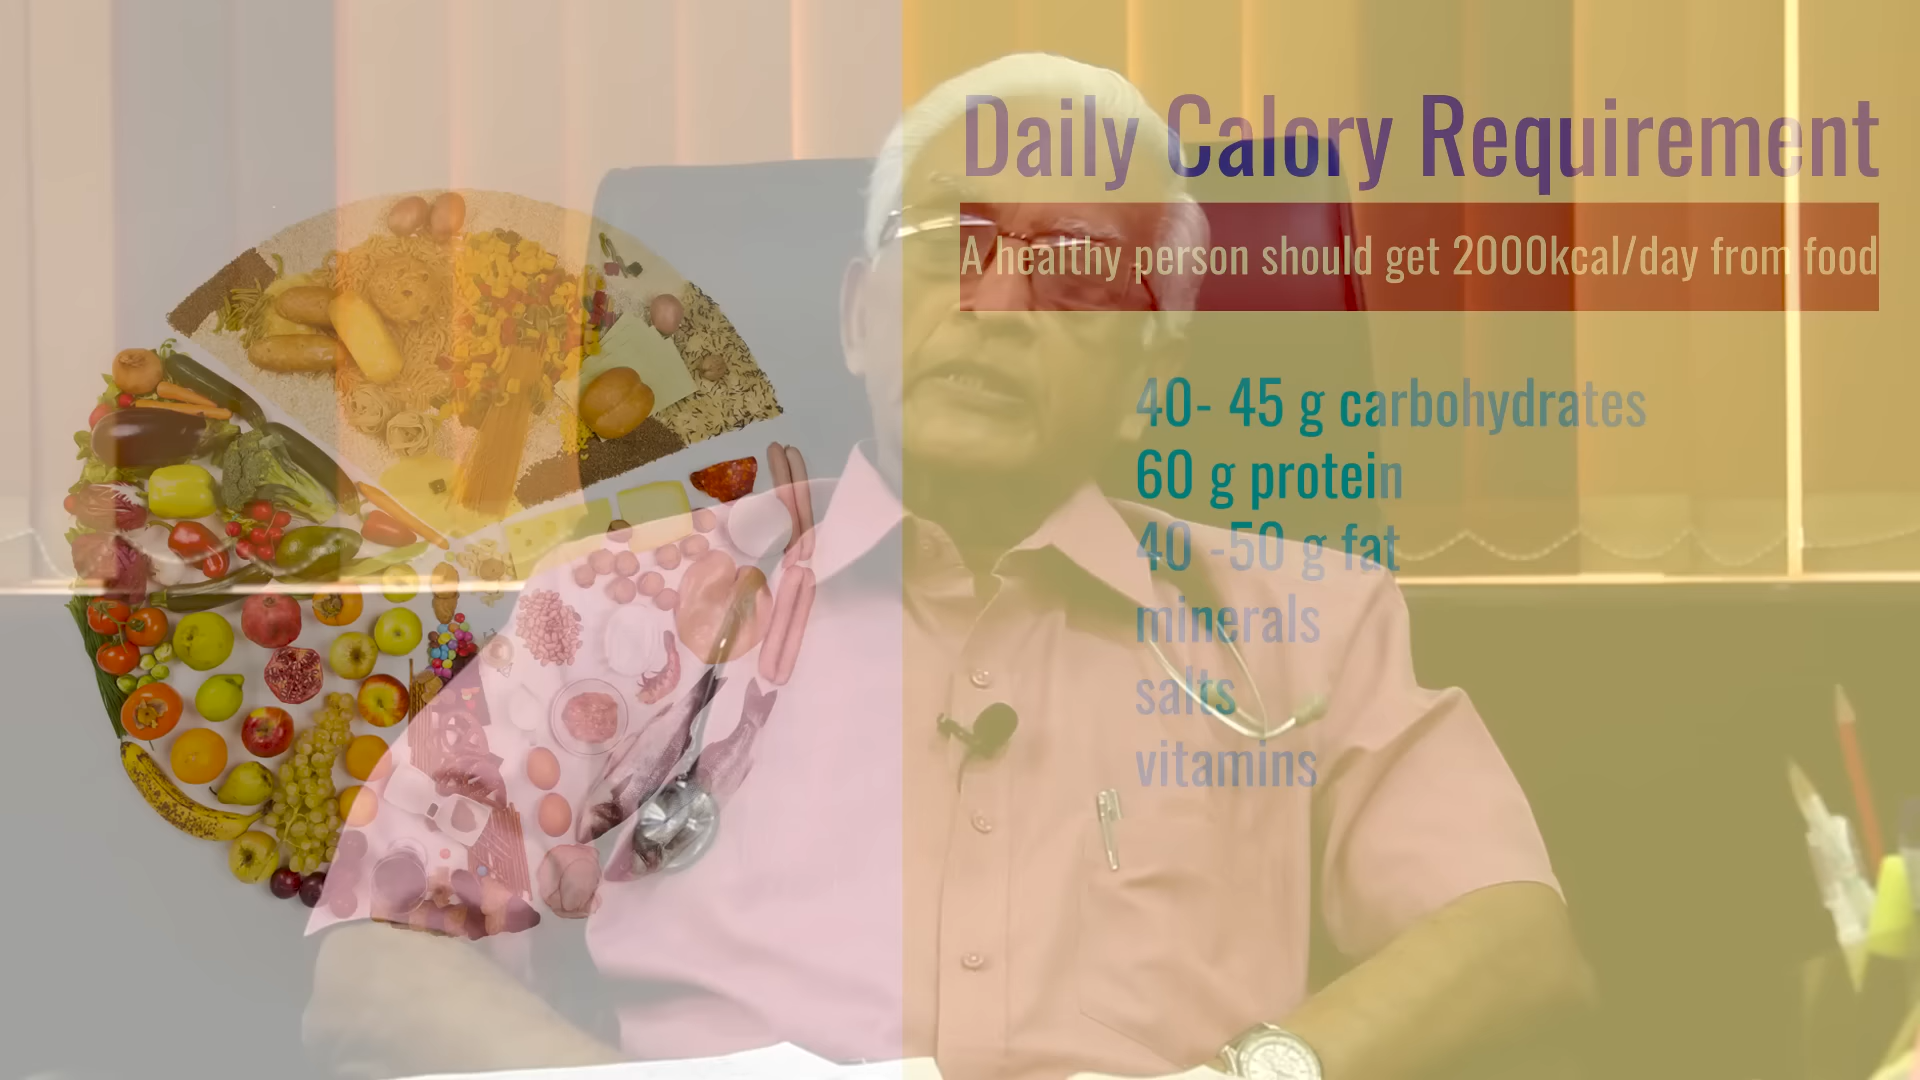 Daily Calory Requirement
A healthy person should get 2000kcal/day from food
40- 45 g carbohydrates
60 g protein
40 -50 g fat
minerals
salts
vitamins